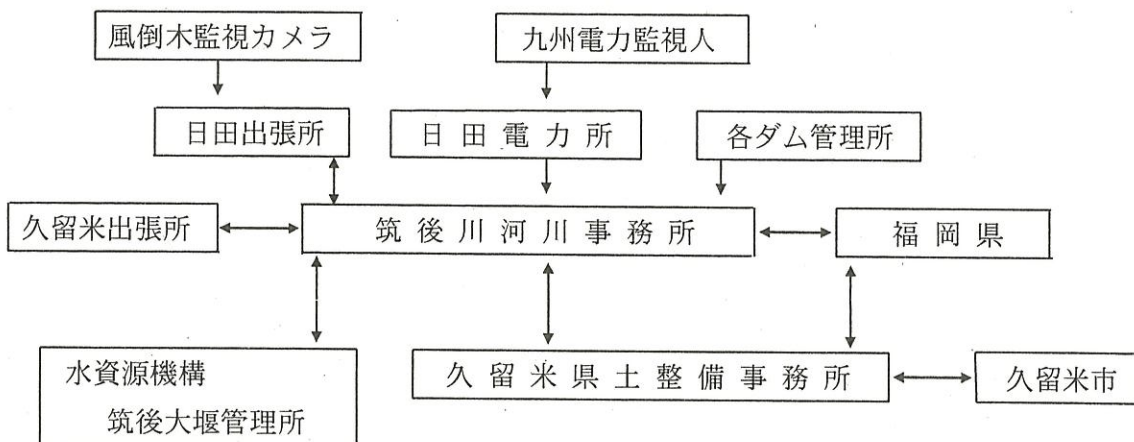 風倒木監視カメラ
九州電力監視人
日田出張所
日田電力所
各ダム管理所
久留米出張所
筑後川河川事務所
福岡県
水資源機構
筑後大堰管理所
久留米県土整備事務所
久留米市